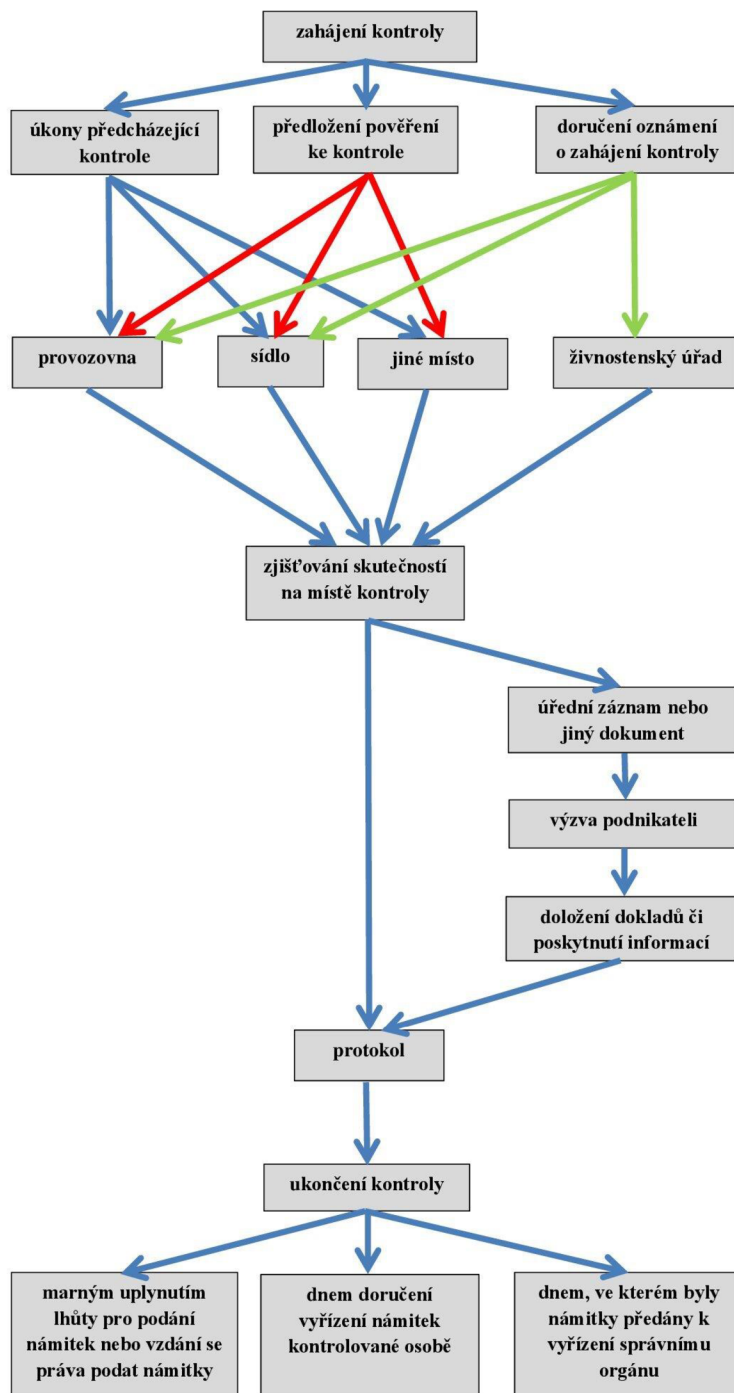 zahájení kontroly
úkony předcházející
kontrole
předložení pověření
ke kontrole
doručení oznámení
o zahájení kontroly
provozovna
sídlo
jiné místo
živnostenský úřad
zjišťování skutečností
na místě kontroly
úřední záznam nebo
jiný dokument
výzva podnikateli
doložení dokladů či
poskytnutí informací
protokol
ukončení kontroly
marným uplynutím
lhůty pro podání
námitek nebo vzdání se
práva podat námitky
dnem doručení
vyřízení námitek
kontrolované osobě
dnem, ve kterém byly
námitky předány k
vyřízení správnímu
orgánu